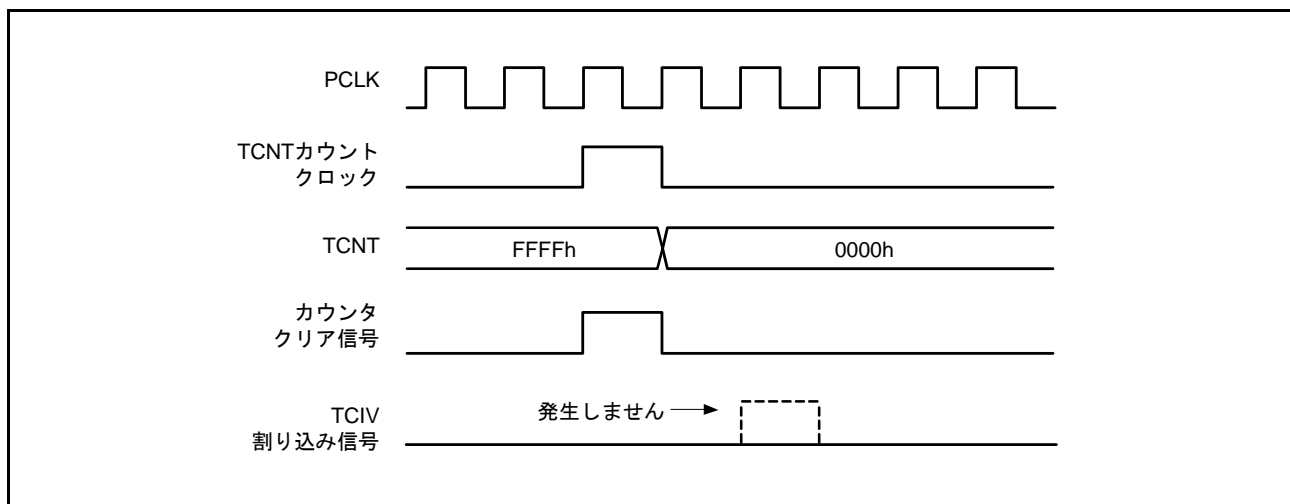 PCLK
TCNTカウント
クロック
TCNT
FFFFh
0000h
カウンタ
クリア信号
TCIV
割り込み信号
発生しません